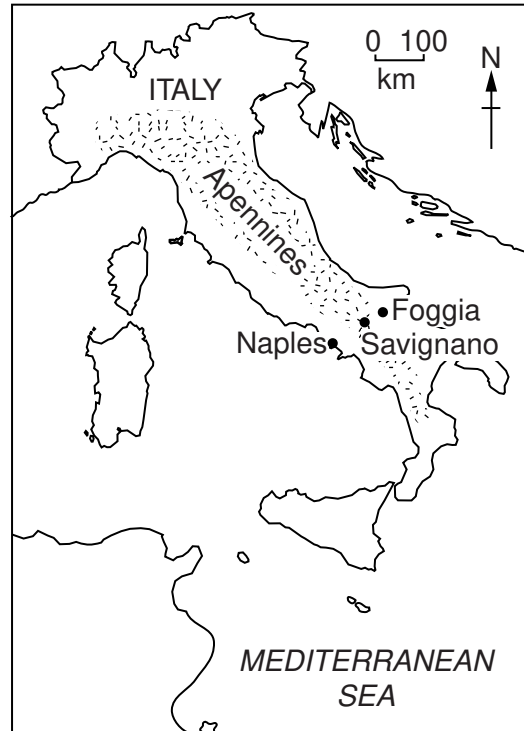 0 100
km
N
ITALY
Apennines
Foggia
Naples
Savignano
MEDITERRANEAN
SEA